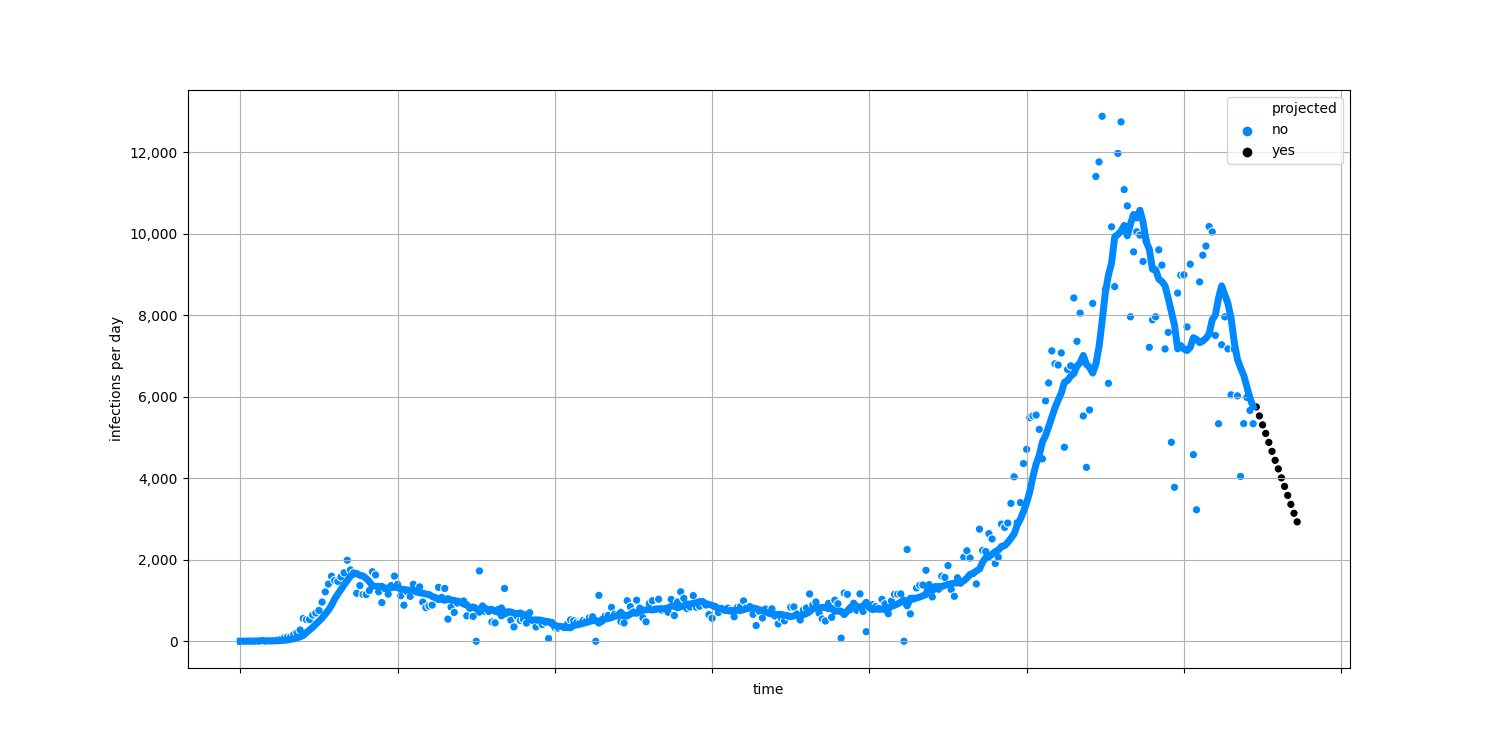 projected
no
yes
12,000
10,000
8,000
6,000
4,000
2,000
0
infections per day
time